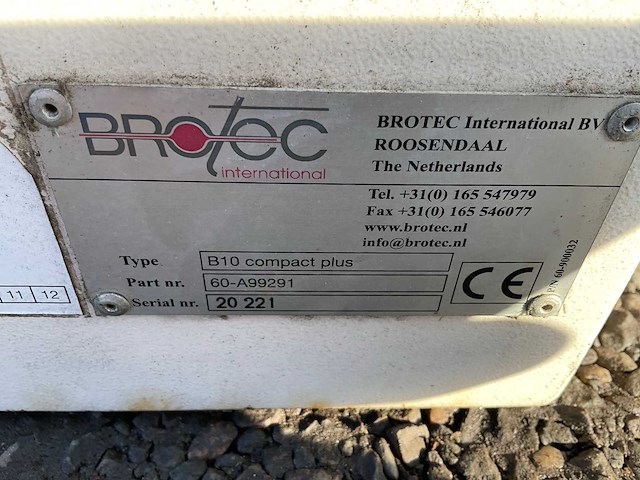 BROTEC
international
BROTEC International BV
ROOSENDAAL
The Netherlands
Tel. +31(0) 165 547979
Fax +31(0) 165 546077
www.brotec.nl
info@brotec.nl
Type B10 compact plus
Part nr. 60-A99291
Serial nr. 20 221
CE
P/N 60-900032
11 12